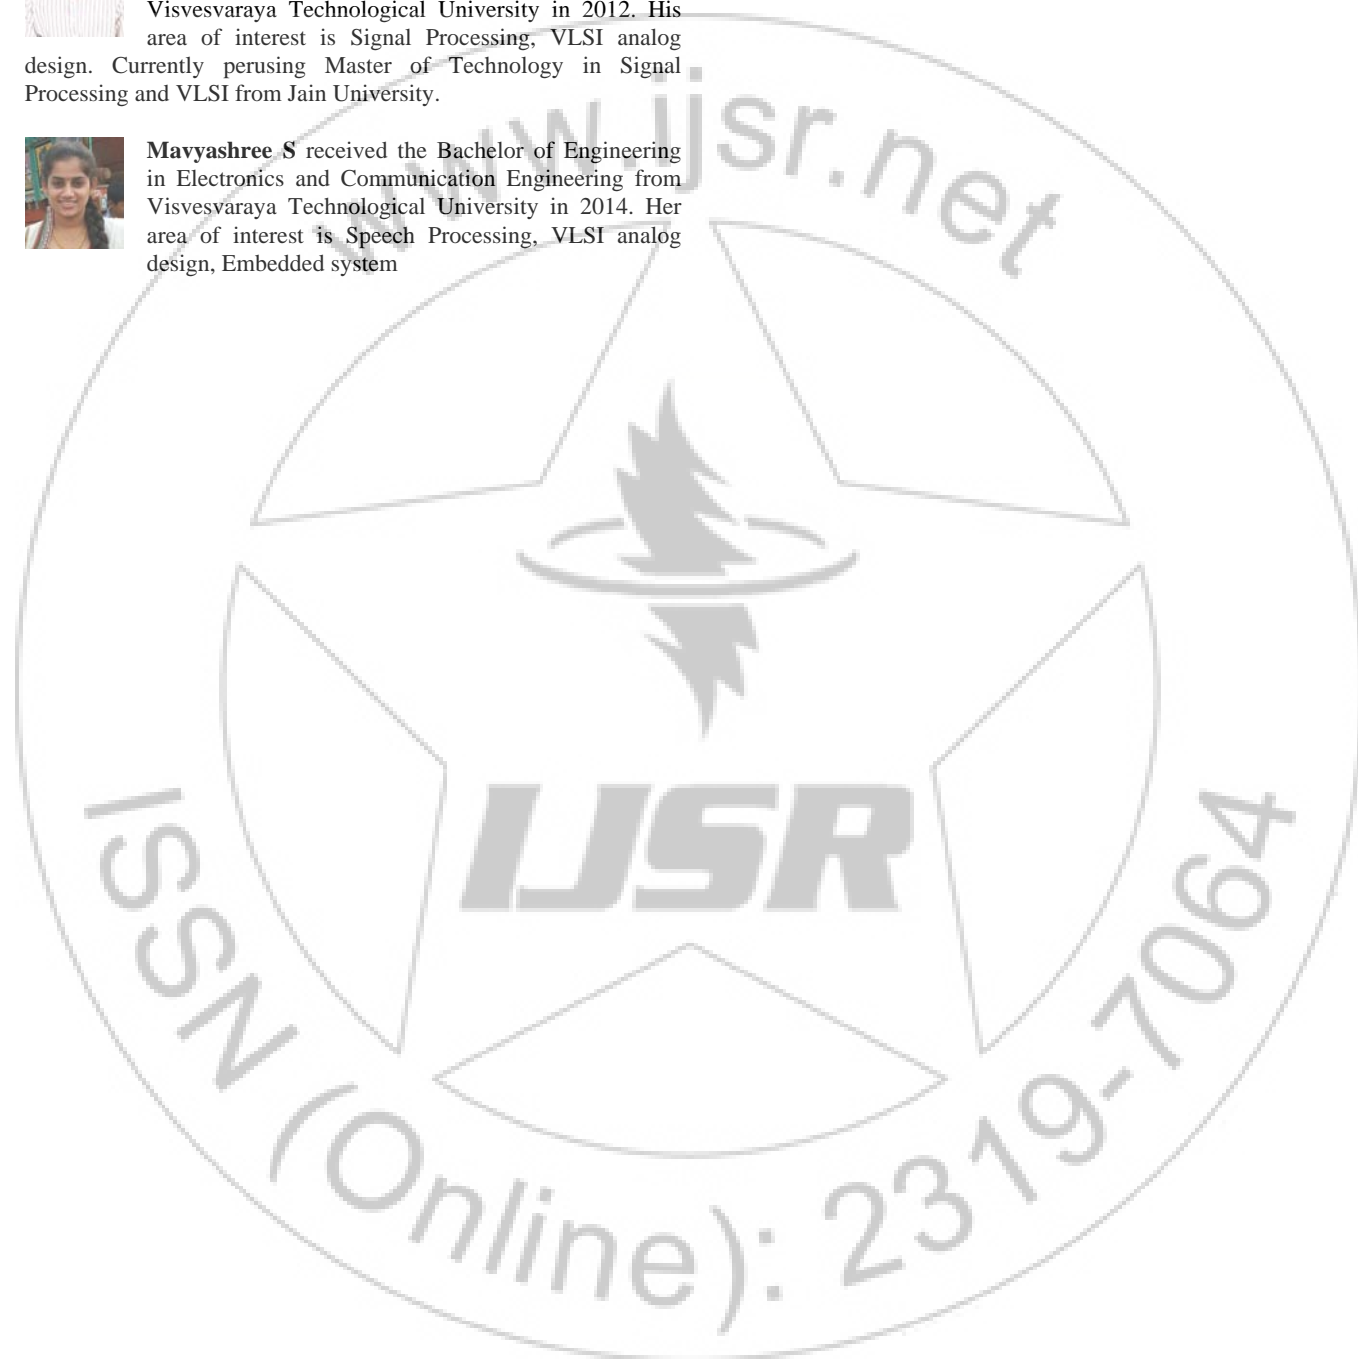 Visvesvaraya Technological University in 2012. His
area of interest is Signal Processing, VLSI analog
design. Currently perusing Master of Technology in Signal
Processing and VLSI from Jain University.
Mavyashree S received the Bachelor of Engineering
in Electronics and Communication Engineering from
Visvesvaraya Technological University in 2014. Her
area of interest is Speech Processing, VLSI analog
design, Embedded system
www.ijsr.net
IJSR
ISSN (Online): 2319-7064